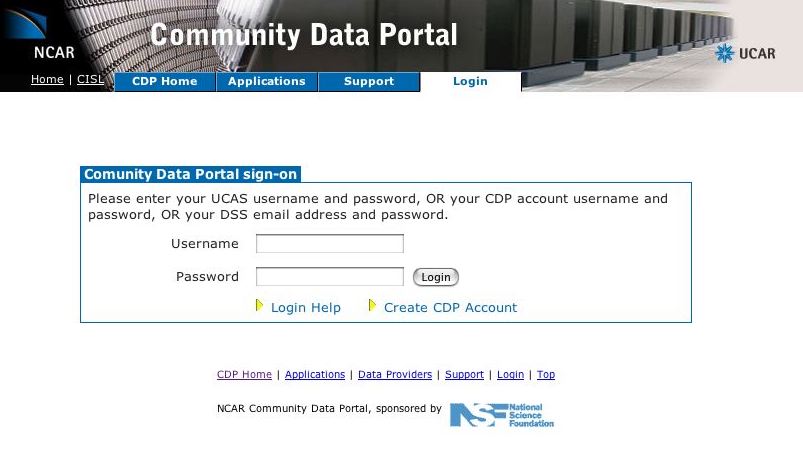 Community Data Portal
NCAR
UCAR
Home | CISL
CDP Home
Applications
Support
Login
Comunity Data Portal sign-on
Please enter your UCAS username and password, OR your CDP account username and
password, OR your DSS email address and password.
Username
Password
Login
Login Help
Create CDP Account
CDP Home | Applications | Data Providers | Support | Login | Top
NCAR Community Data Portal, sponsored by
NSF
National
Science
Foundation